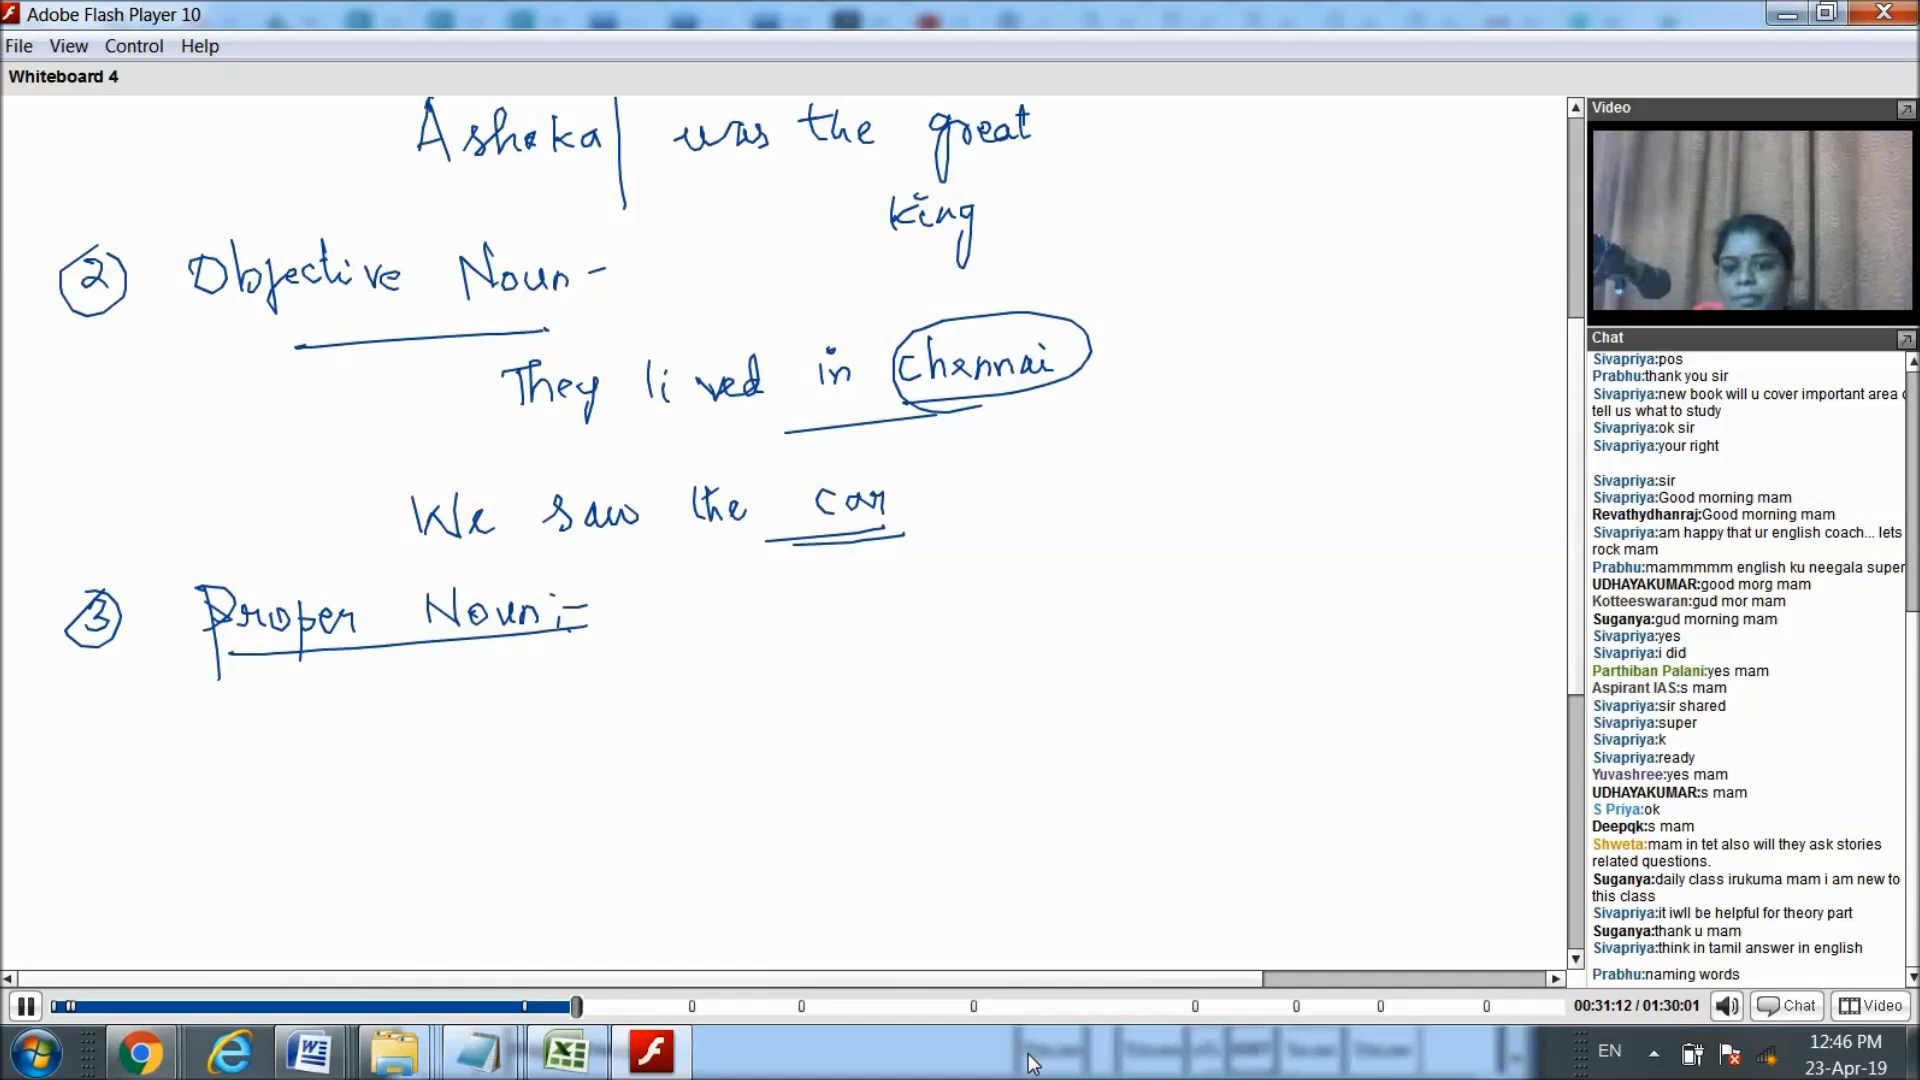 Adobe Flash Player 10
File View Control Help
Whiteboard 4
Ashoka was the great
king
2 Objective Noun -
They lived in Chennai
We saw the car
3 Proper Noun :-
Video
Chat
Sivapriya:pos
Prabhu:thank you sir
Sivapriya:new book will u cover important area
tell us what to study
Sivapriya:ok sir
Sivapriya:your right
Sivapriya:sir
Sivapriya:Good morning mam
Revathydhanraj:Good morning mam
Sivapriya:am happy that ur english coach... lets
rock mam
Prabhu:mammmmm english ku neegala super
UDHAYAKUMAR:good morg mam
Kotteeswaran:gud mor mam
Suganya:gud morning mam
Sivapriya:yes
Sivapriya:i did
Parthiban Palani:yes mam
Aspirant IAS:s mam
Sivapriya:sir shared
Sivapriya:super
Sivapriya:k
Sivapriya:ready
Yuvashree:yes mam
UDHAYAKUMAR:s mam
S Priya:ok
Deepqk:s mam
Shweta:mam in tet also will they ask stories
related questions.
Suganya:daily class irukuma mam i am new to
this class
Sivapriya:it iwll be helpful for theory part
Suganya:thank u mam
Sivapriya:think in tamil answer in english
Prabhu:naming words
00:31:12 / 01:30:01 Chat Video
EN
12:46 PM
23-Apr-19